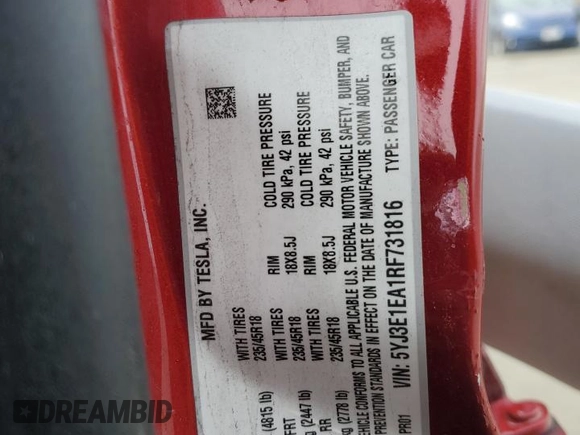 MFD BY TESLA, INC.
(4815 lb) WITH TIRES RIM COLD TIRE PRESSURE
FRT 235/45R18 18X8.5J 290 kPa, 42 psi
(2447 lb) WITH TIRES RIM COLD TIRE PRESSURE
RR 235/45R18 18X8.5J 290 kPa, 42 psi
(2778 lb)
CONFORMS TO ALL APPLICABLE U.S. FEDERAL MOTOR VEHICLE SAFETY, BUMPER, AND
PREVENTION STANDARDS IN EFFECT ON THE DATE OF MANUFACTURE SHOWN ABOVE.
VIN: 5YJ3E1EA1RF731816 TYPE: PASSENGER CAR
PR01
DREAMBID